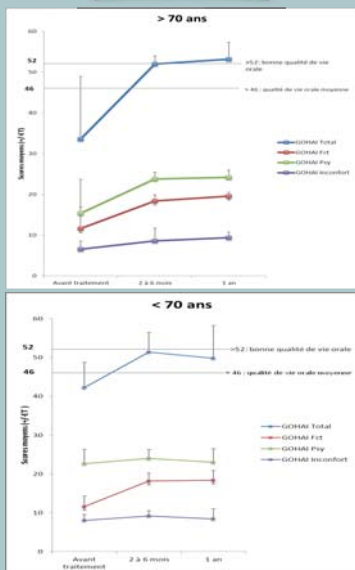 > 70 ans
60
52
50
46
40
30
20
10
0
Scores moyens (+/ ET)
>52: bonne qualité de vie
orale
< 46 : qualité de vie orale moyenne
GOHAI Total
GOHAI Fct
GOHAI Psy
GOHAI Inconfort
Avant traitement
2 à 6 mois
1 an
< 70 ans
60
52
50
46
40
30
20
10
0
Scores moyens (+/ ET)
>52: bonne qualité de vie orale
< 46 : qualité de vie orale moyenne
GOHAI Total
GOHAI Fct
GOHAI Psy
GOHAI Inconfort
Avant
traitement
2 à 6 mois
1 an